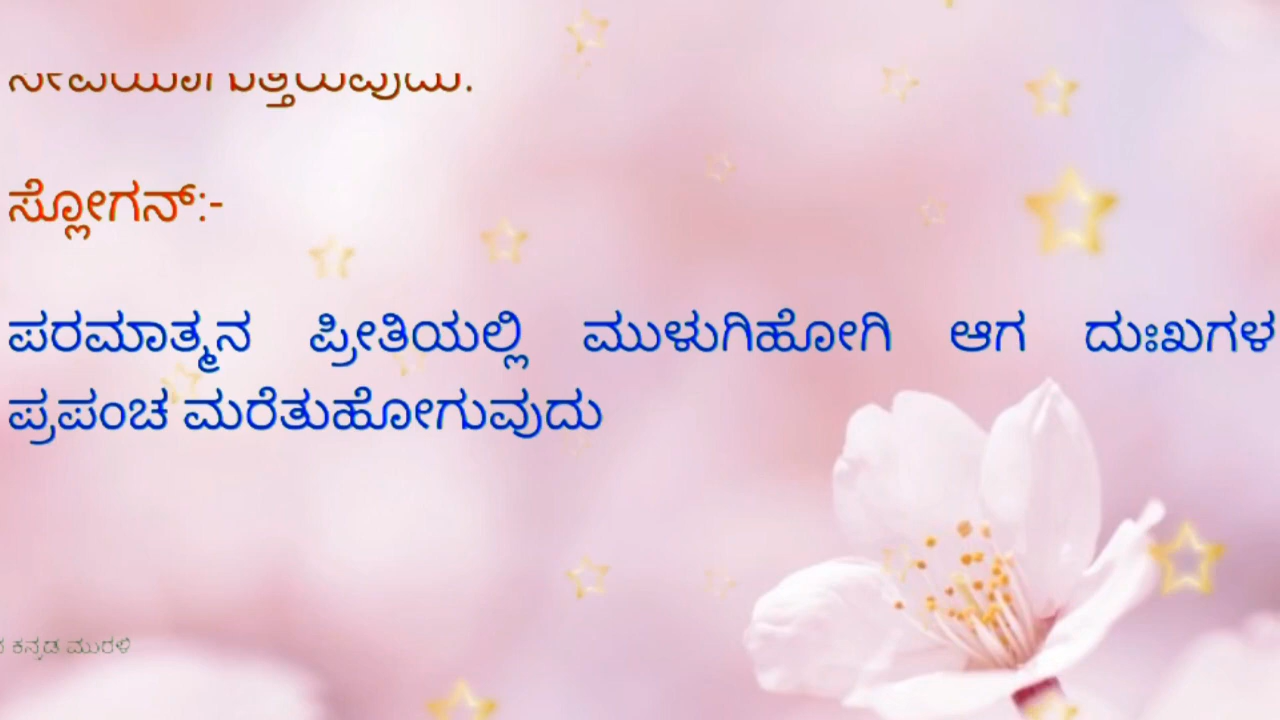 ಸ್ಲೋಗನ್:-
ಪರಮಾತ್ಮನ ಪ್ರೀತಿಯಲ್ಲಿ ಮುಳುಗಿಹೋಗಿ ಆಗ ದುಃಖಗಳ
ಪ್ರಪಂಚ ಮರೆತುಹೋಗುವುದು
ಕನ್ನಡ ಮುರಳಿ